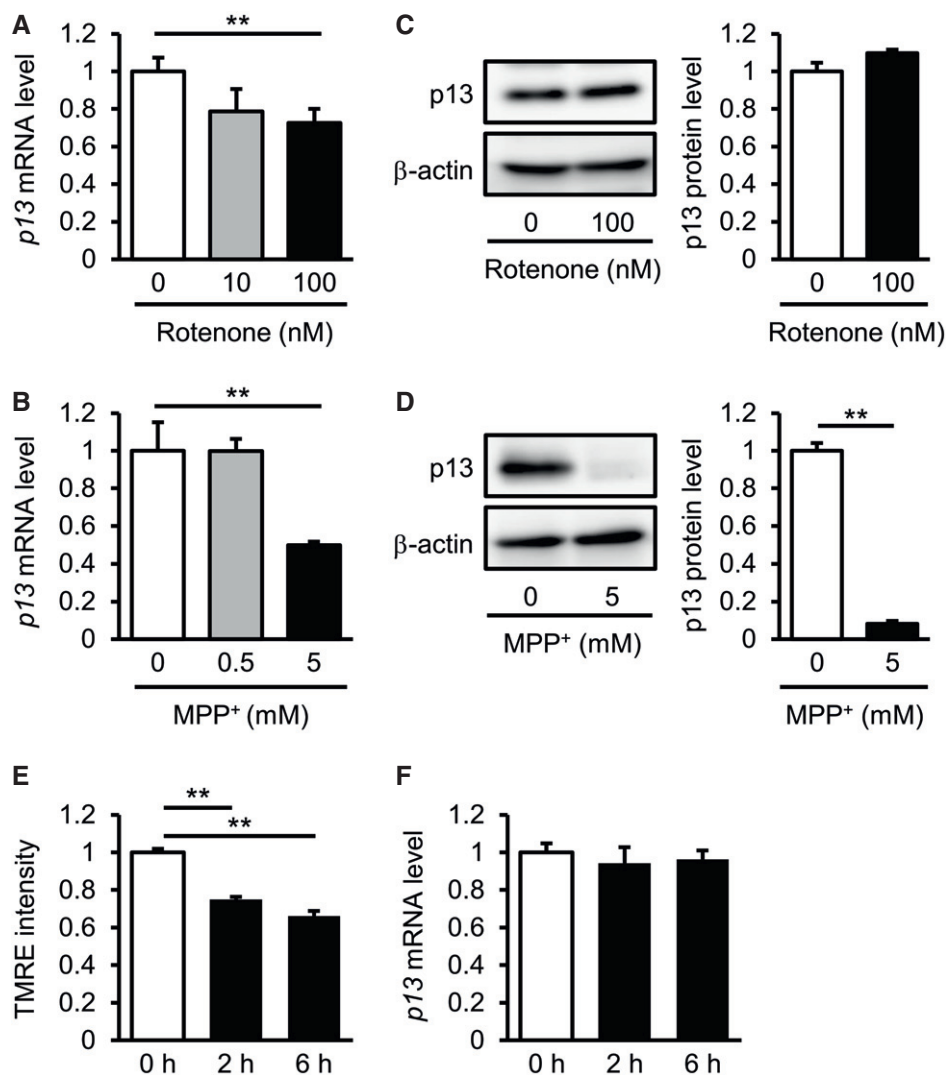 A
p13 mRNA level
1.2
1
0.8
0.6
0.4
0.2
0
**
0 10 100
Rotenone (nM)
C
p13
β-actin
0 100
Rotenone (nM)
p13 protein level
1.2
1
0.8
0.6
0.4
0.2
0
0 100
Rotenone (nM)
B
p13 mRNA level
1.2
1
0.8
0.6
0.4
0.2
0
**
0 0.5 5
MPP⁺ (mM)
D
p13
β-actin
0 5
MPP⁺ (mM)
p13 protein level
1.2
1
0.8
0.6
0.4
0.2
0
**
0 5
MPP⁺ (mM)
E
TMRE intensity
1.2
1
0.8
0.6
0.4
0.2
0
**
**
0 h 2 h 6 h
F
p13 mRNA level
1.2
1
0.8
0.6
0.4
0.2
0
0 h 2 h 6 h